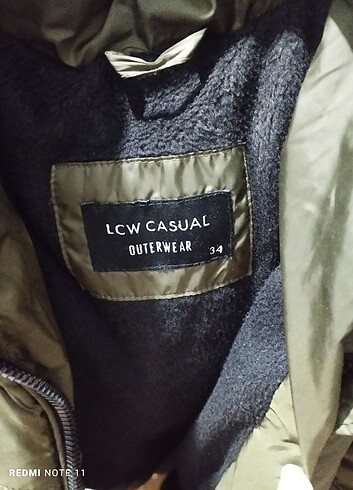 LCW CASUAL
OUTERWEAR 34
REDMI NOTE 11